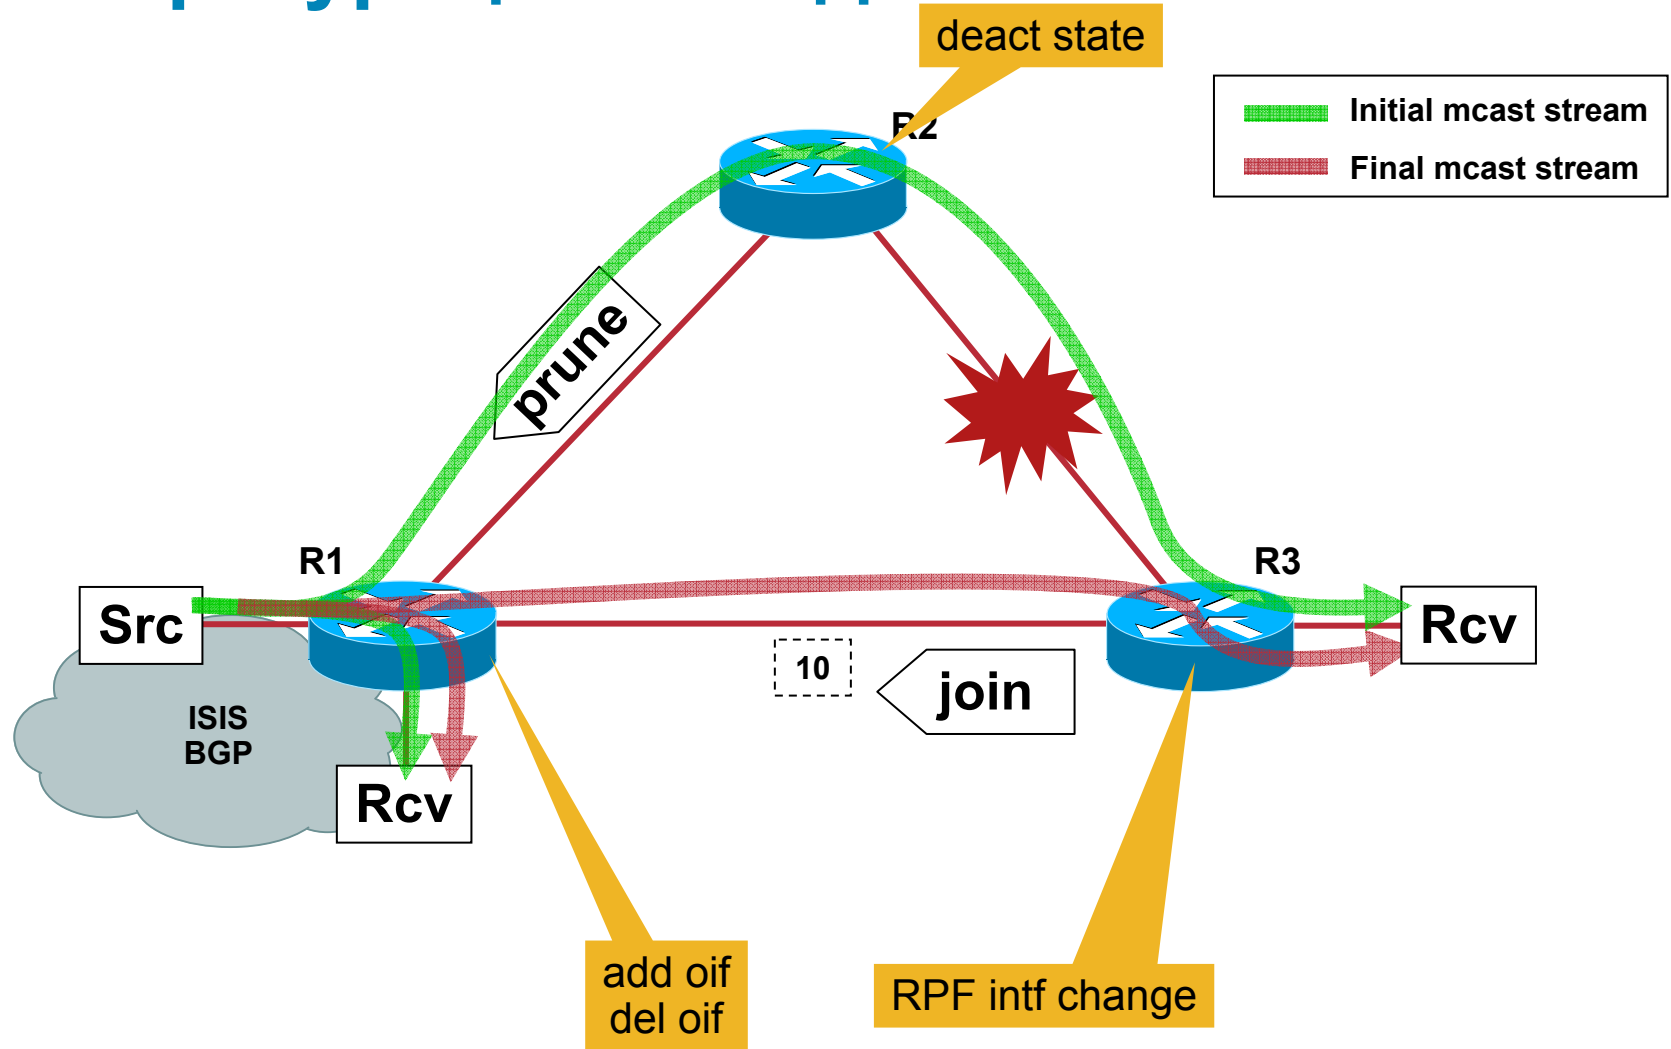 deact state
Initial mcast stream
Final mcast stream
R2
prune
R1
R3
Src
Rcv
10
join
ISIS
BGP
Rcv
add oif
del oif
RPF intf change